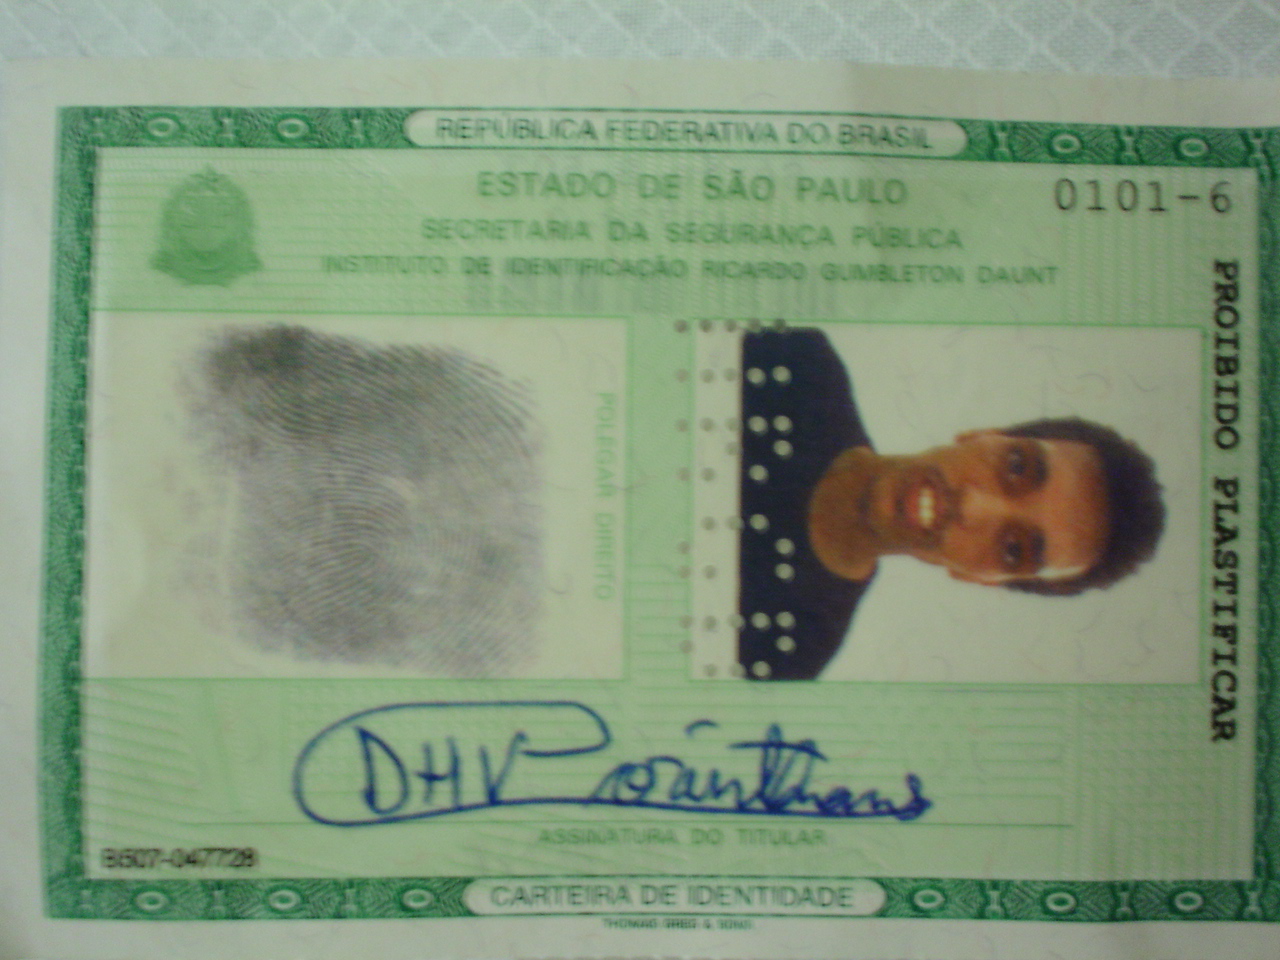 REPÚBLICA FEDERATIVA DO BRASIL
ESTADO DE SÃO PAULO
0101-6
SECRETARIA DA SEGURANÇA PÚBLICA
INSTITUTO DE IDENTIFICAÇÃO RICARDO GUMBLETON DAUNT
POLEGAR DIREITO
PROIBIDO PLASTIFICAR
DHV Corinthians
ASSINATURA DO TITULAR
B507-047728
CARTEIRA DE IDENTIDADE
THOMAS GREG & SONS